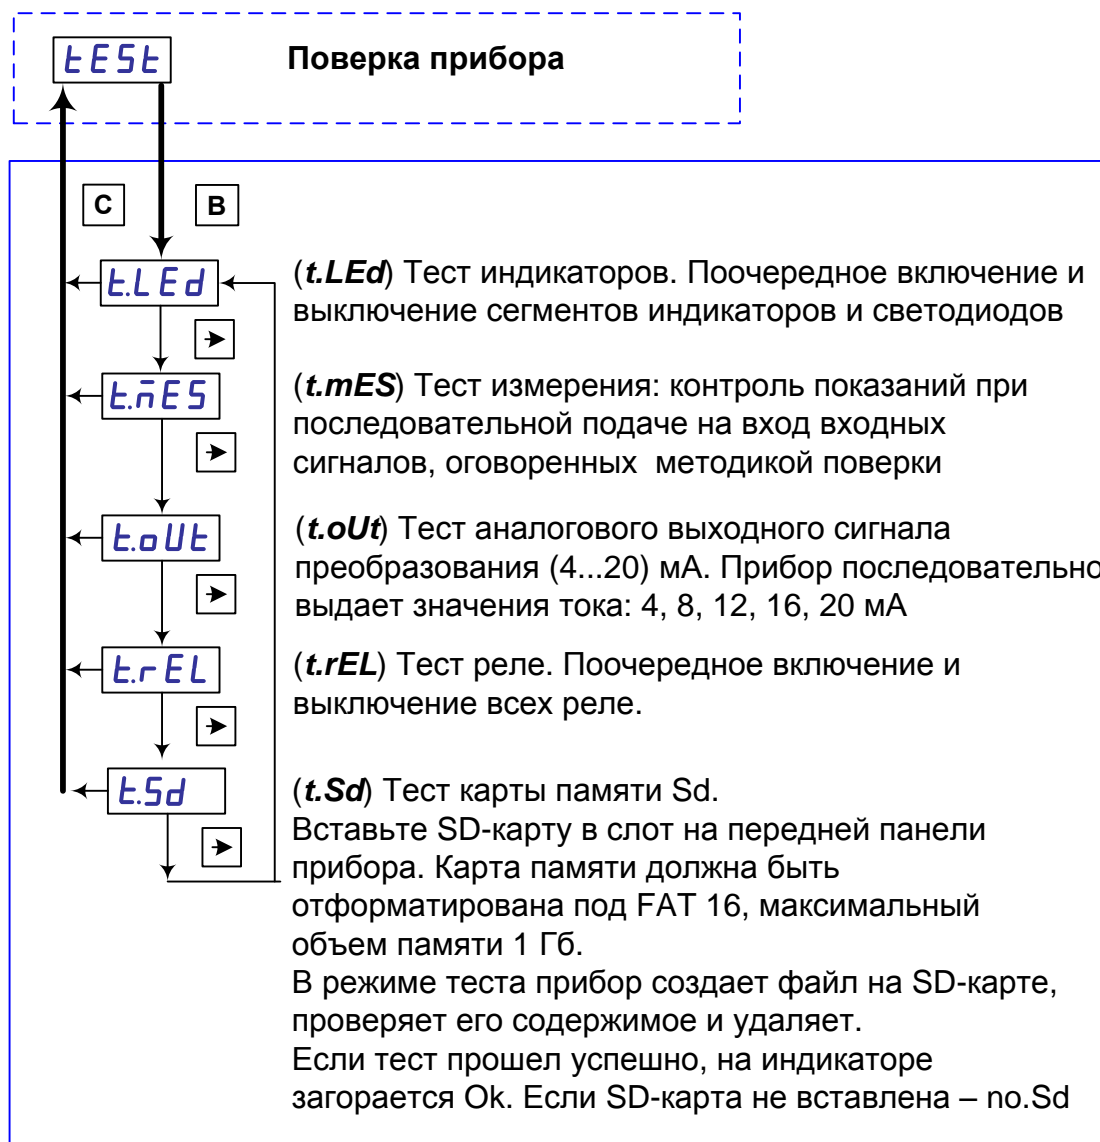 tESt
Поверка прибора
C
B
t.LEd
(t.LEd) Тест индикаторов. Поочередное включение и
выключение сегментов индикаторов и светодиодов
t.m̄ES
(t.mES) Тест измерения: контроль показаний при
последовательной подаче на вход входных
сигналов, оговоренных методикой поверки
t.oUt
(t.oUt) Тест аналогового выходного сигнала
преобразования (4...20) мА. Прибор последовательно
выдает значения тока: 4, 8, 12, 16, 20 мА
t.rEL
(t.rEL) Тест реле. Поочередное включение и
выключение всех реле.
t.Sd
(t.Sd) Тест карты памяти Sd.
Вставьте SD-карту в слот на передней панели
прибора. Карта памяти должна быть
отформатирована под FAT 16, максимальный
объем памяти 1 Гб.
В режиме теста прибор создает файл на SD-карте,
проверяет его содержимое и удаляет.
Если тест прошел успешно, на индикаторе
загорается Ok. Если SD-карта не вставлена – no.Sd